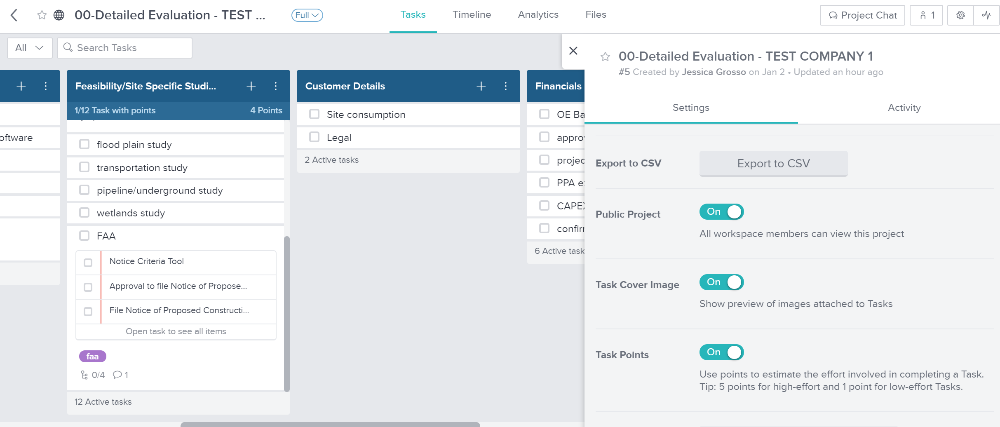 00-Detailed Evaluation - TEST ...
Full
Tasks
Timeline
Analytics
Files
Project Chat
1
All
Search Tasks
oftware
Feasibility/Site Specific Studi...
1/12 Task with points
4 Points
flood plain study
transportation study
pipeline/underground study
wetlands study
FAA
Notice Criteria Tool
Approval to file Notice of Propose...
File Notice of Proposed Constructi...
Open task to see all items
faa
0/4
1
12 Active tasks
Customer Details
Site consumption
Legal
2 Active tasks
Financials
OE Ba
approv
projec
PPA e
CAPEX
confir
6 Active task
00-Detailed Evaluation - TEST COMPANY 1
#5 Created by Jessica Grosso on Jan 2 • Updated an hour ago
Settings
Activity
Export to CSV
Export to CSV
Public Project
On
All workspace members can view this project
Task Cover Image
On
Show preview of images attached to Tasks
Task Points
On
Use points to estimate the effort involved in completing a Task.
Tip: 5 points for high-effort and 1 point for low-effort Tasks.